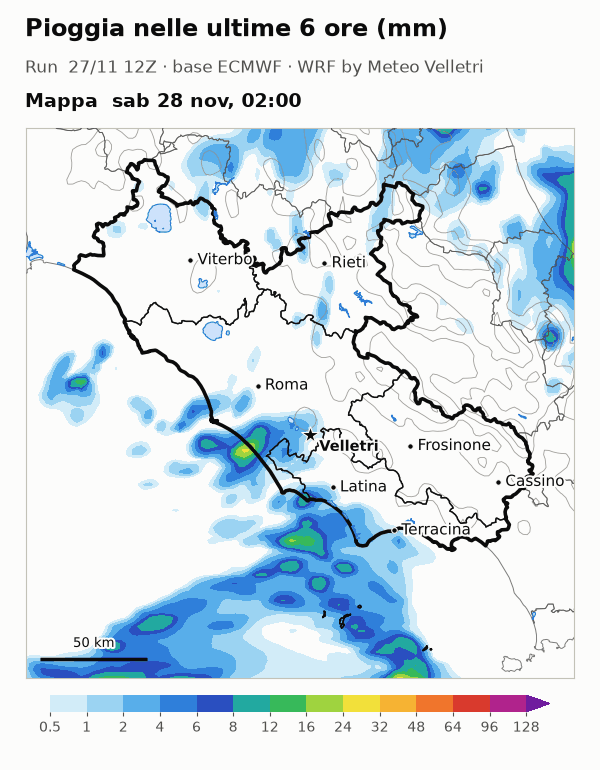 Pioggia nelle ultime 6 ore (mm)
Run  27/11 12Z · base ECMWF · WRF by Meteo Velletri
Mappa  sab 28 nov, 02:00
Viterbo
Rieti
Roma
Velletri
Frosinone
Cassino
Latina
Terracina
50 km
0.5 1 2 4 6 8 12 16 24 32 48 64 96 128